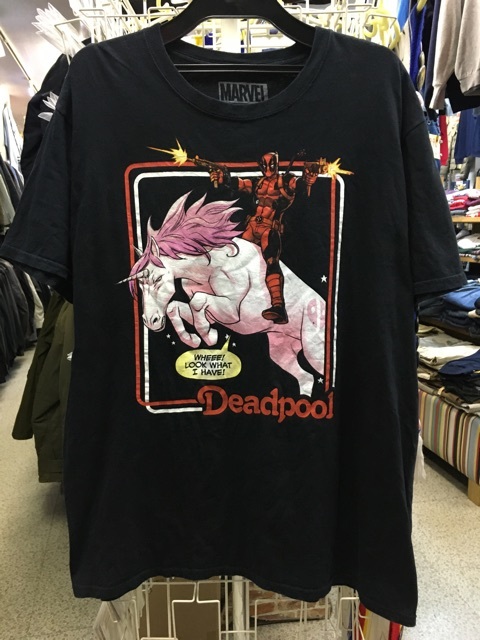 MARVEL
WHEEE!
LOOK WHAT
I HAVE!
Deadpool